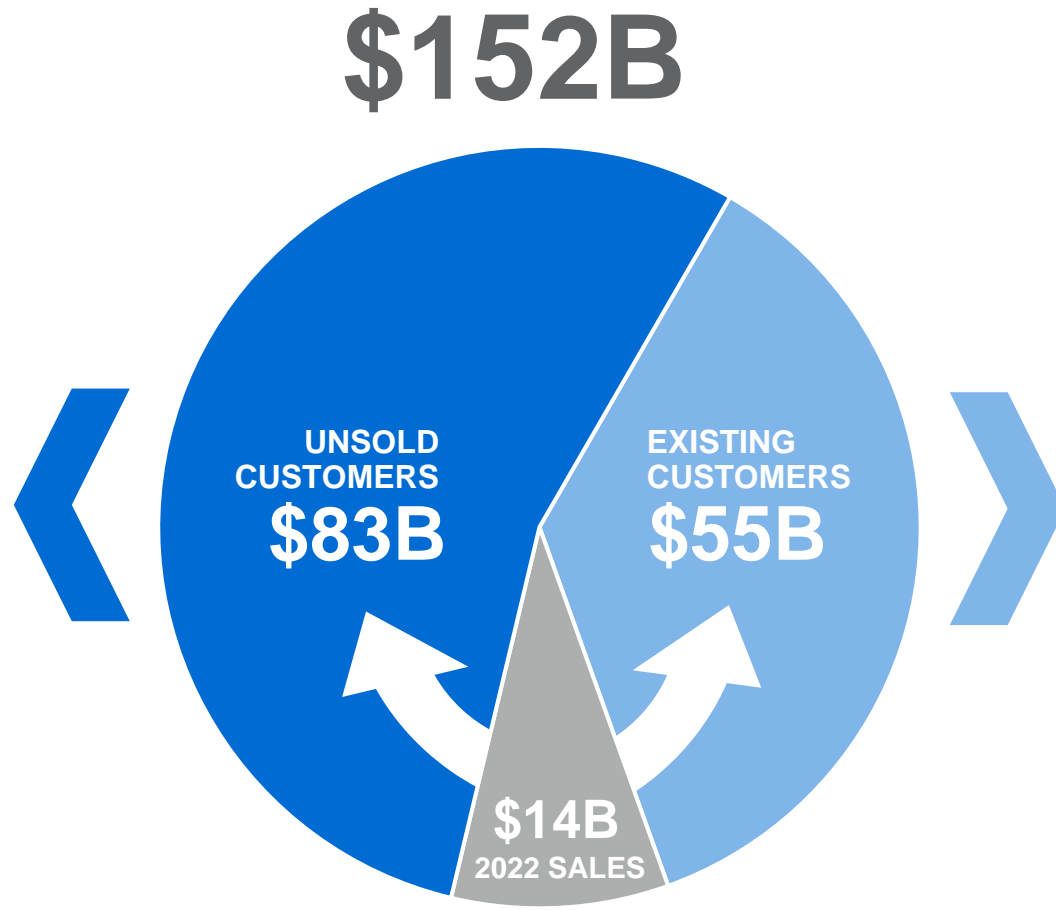 $152B
UNSOLD
CUSTOMERS
$83B
EXISTING
CUSTOMERS
$55B
$14B
2022 SALES